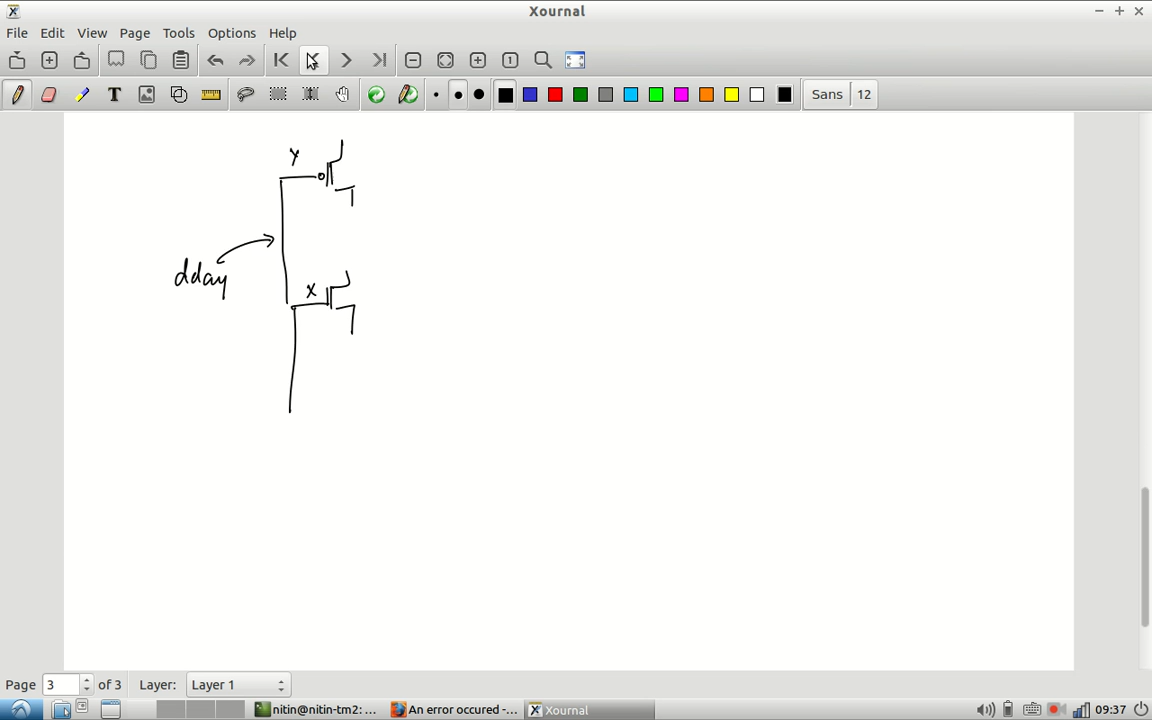 Xournal
File Edit View Page Tools Options Help
Sans 12
Y
dday
X
Page 3 of 3 Layer: Layer 1
nitin@nitin-tm2: ... An error occured -... Xournal 09:37